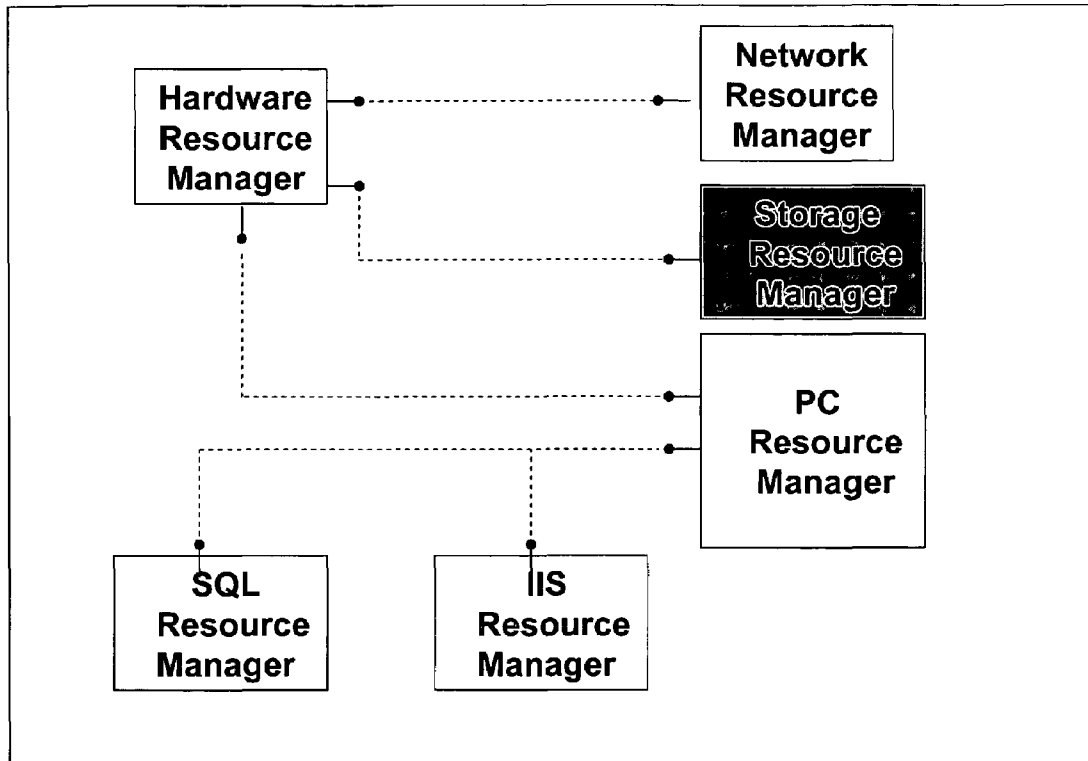 Hardware
Resource
Manager
Network
Resource
Manager
Storage
Resource
Manager
PC
Resource
Manager
SQL
Resource
Manager
IIS
Resource
Manager